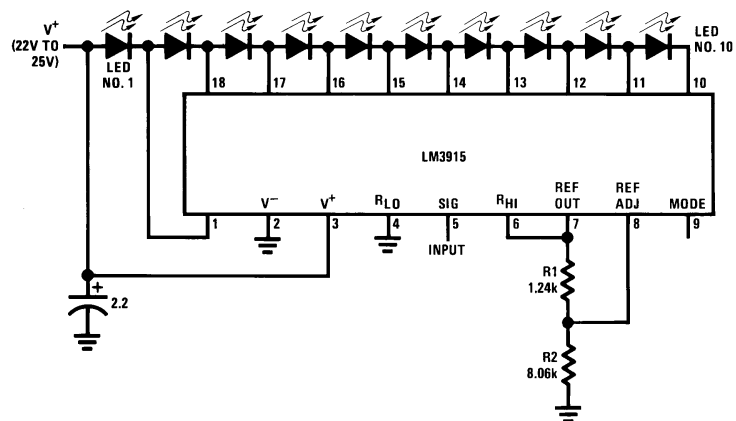 V+
(22V TO
25V)
LED
NO. 1
LED
NO. 10
18 17 16 15 14 13 12 11 10
LM3915
V− V+ RLO SIG RHI REF OUT REF ADJ MODE
1 2 3 4 5 6 7 8 9
INPUT
+
2.2
R1
1.24k
R2
8.06k